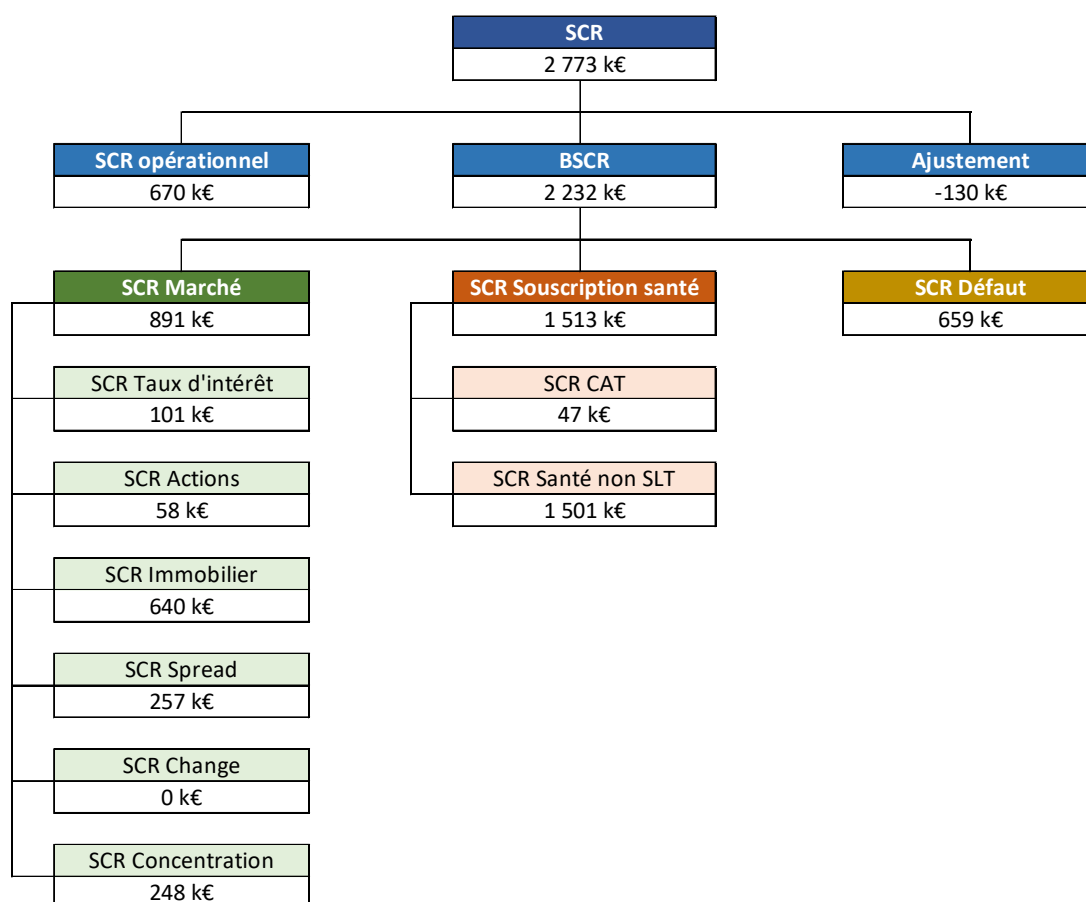 SCR
2 773 k€
SCR opérationnel
670 k€
BSCR
2 232 k€
Ajustement
-130 k€
SCR Marché
891 k€
SCR Souscription santé
1 513 k€
SCR Défaut
659 k€
SCR Taux d'intérêt
101 k€
SCR CAT
47 k€
SCR Actions
58 k€
SCR Santé non SLT
1 501 k€
SCR Immobilier
640 k€
SCR Spread
257 k€
SCR Change
0 k€
SCR Concentration
248 k€